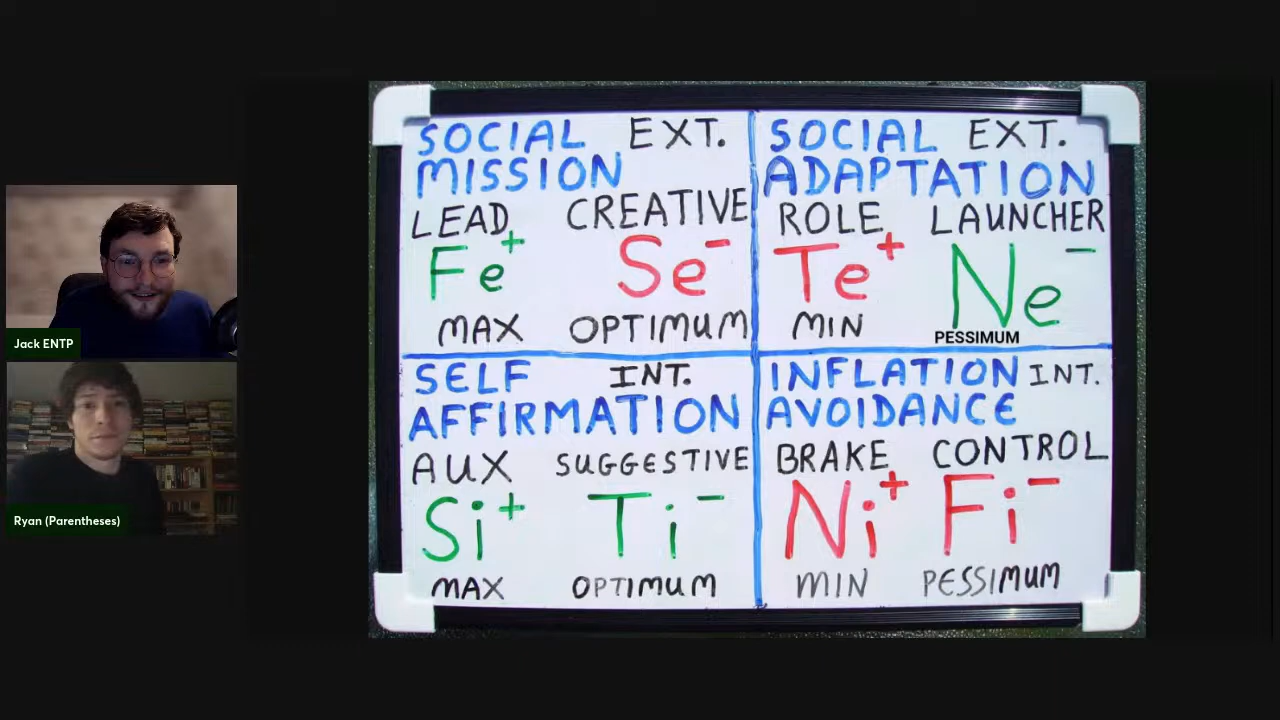 SOCIAL EXT.
MISSION
LEAD CREATIVE
Fe+ Se-
MAX OPTIMUM
SOCIAL EXT.
ADAPTATION
ROLE LAUNCHER
Te+ Ne-
MIN PESSIMUM
SELF INT.
AFFIRMATION
AUX SUGGESTIVE
Si+ Ti-
MAX OPTIMUM
INFLATION INT.
AVOIDANCE
BRAKE CONTROL
Ni+ Fi-
MIN PESSIMUM
Jack ENTP
Ryan (Parentheses)